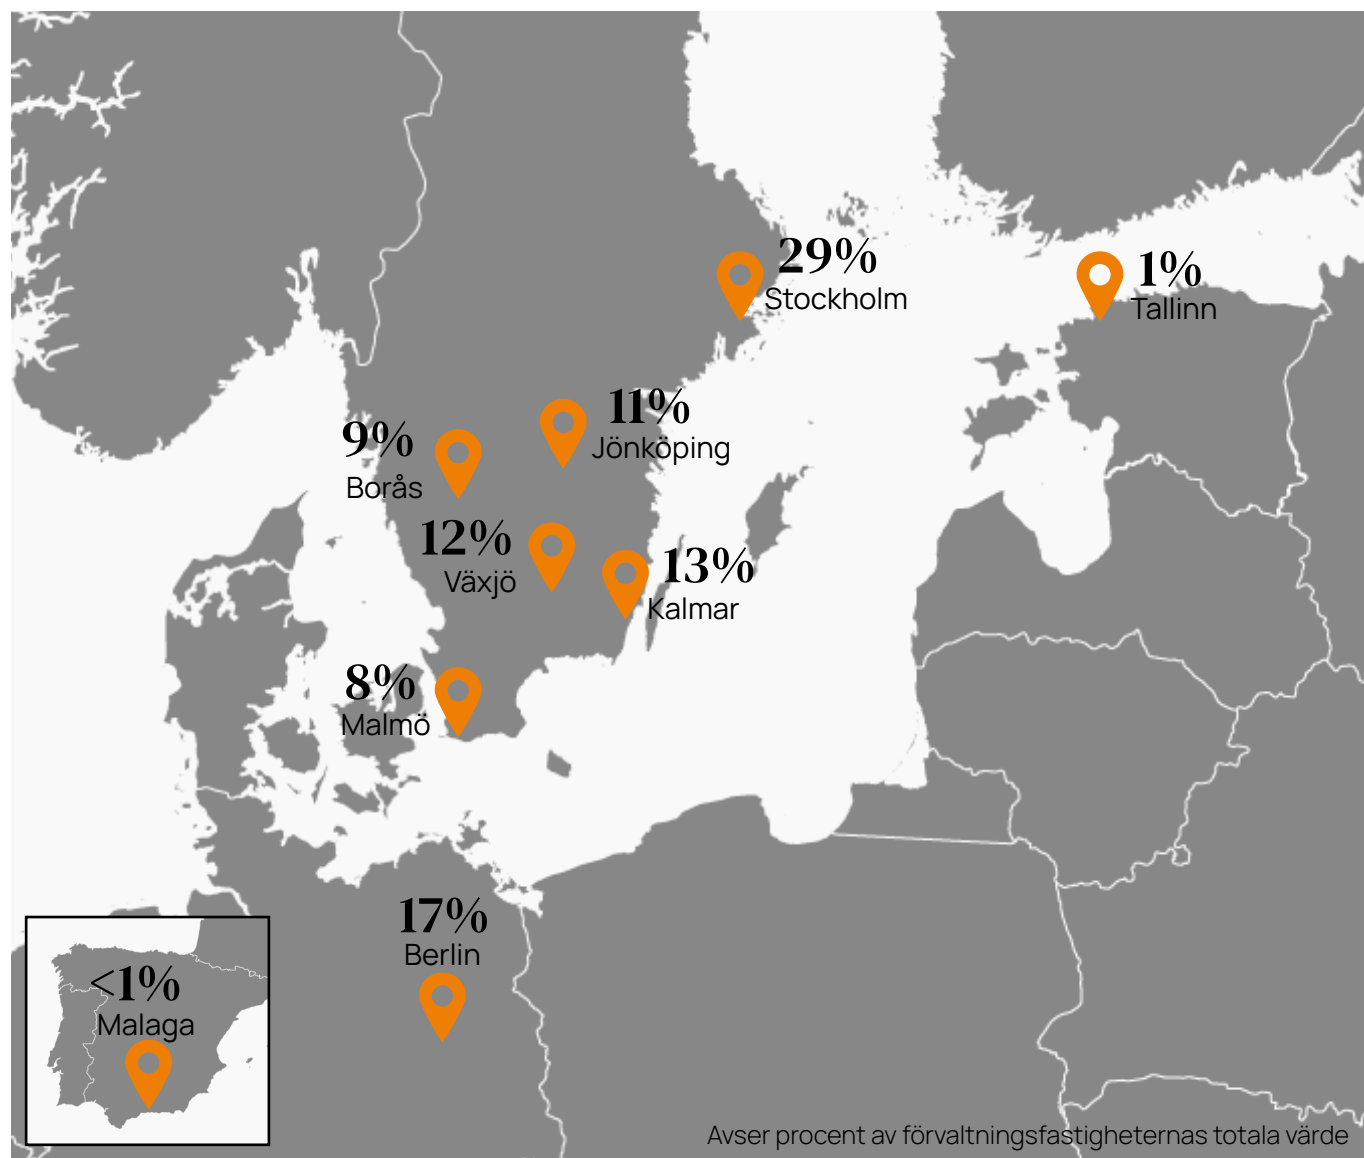 29%
Stockholm
1%
Tallinn
11%
Jönköping
9%
Borås
12%
Växjö
13%
Kalmar
8%
Malmö
17%
Berlin
<1%
Malaga
Avser procent av förvaltningsfastigheternas totala värde